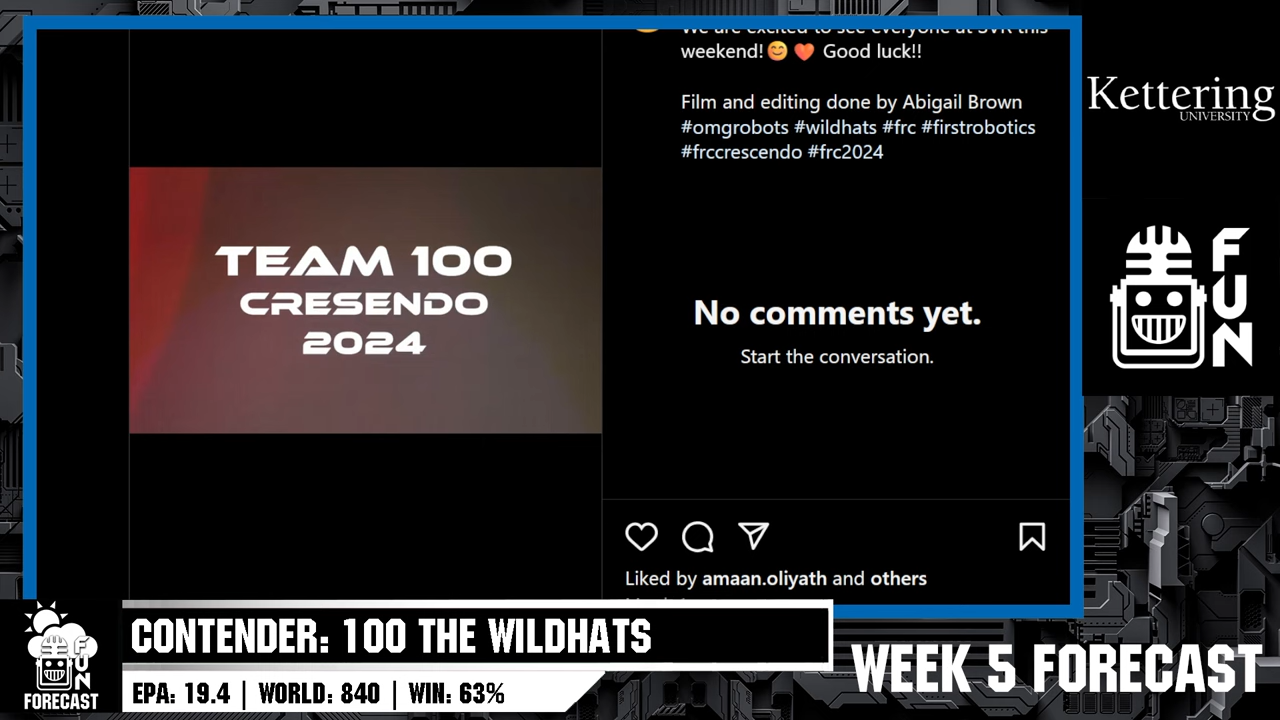 We are excited to see everyone at SVR this
weekend!😊❤️ Good luck!!
Film and editing done by Abigail Brown
#omgrobots #wildhats #frc #firstrobotics
#frccrescendo #frc2024
TEAM 100
CRESENDO
2024
No comments yet.
Start the conversation.
Liked by amaan.oliyath and others
Kettering
UNIVERSITY
FUN
FUN
FORECAST
CONTENDER: 100 THE WILDHATS
EPA: 19.4 | WORLD: 840 | WIN: 63%
WEEK 5 FORECAST